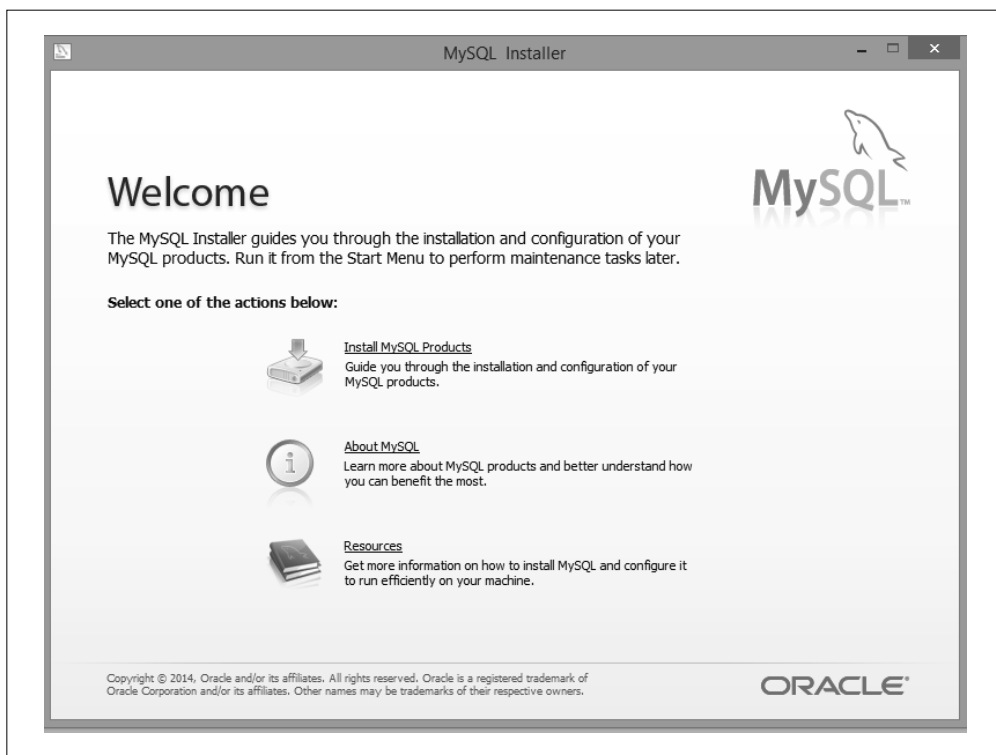 MySQL Installer
MySQL™
Welcome
The MySQL Installer guides you through the installation and configuration of your
MySQL products. Run it from the Start Menu to perform maintenance tasks later.
Select one of the actions below:
Install MySQL Products
Guide you through the installation and configuration of your
MySQL products.
About MySQL
Learn more about MySQL products and better understand how
you can benefit the most.
Resources
Get more information on how to install MySQL and configure it
to run efficiently on your machine.
Copyright © 2014, Oracle and/or its affiliates. All rights reserved. Oracle is a registered trademark of
Oracle Corporation and/or its affiliates. Other names may be trademarks of their respective owners.
ORACLE®